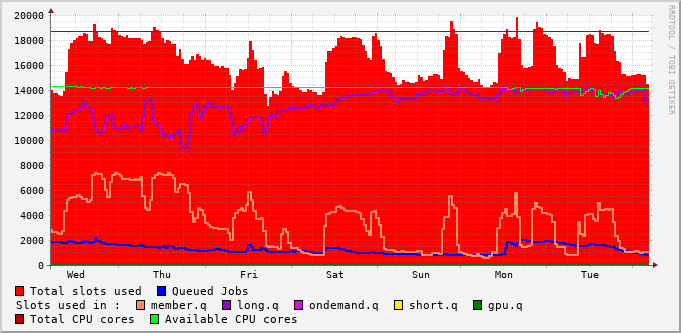 20000
18000
16000
14000
12000
10000
8000
6000
4000
2000
0
Wed Thu Fri Sat Sun Mon Tue
RRDTOOL / TOBI OETIKER
Total slots used Queued Jobs
Slots used in : member.q long.q ondemand.q short.q gpu.q
Total CPU cores Available CPU cores